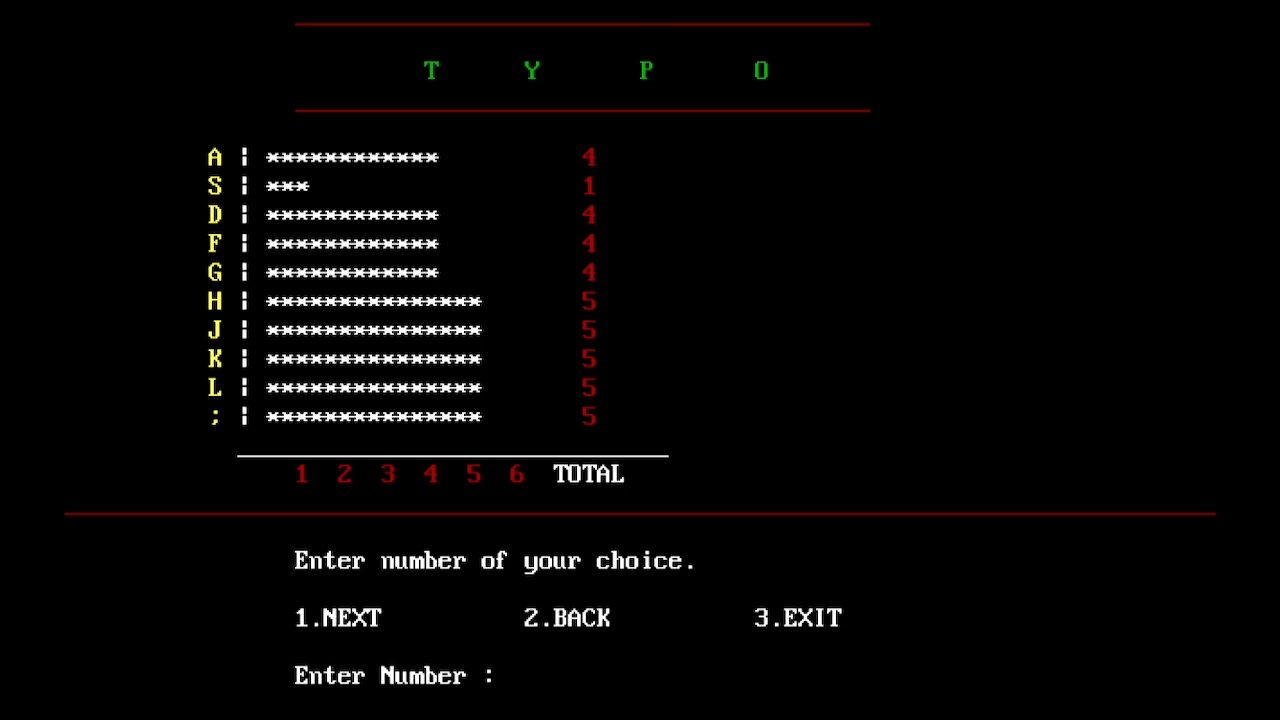 T Y P O
A ¦ ************ 4
S ¦ *** 1
D ¦ ************ 4
F ¦ ************ 4
G ¦ ************ 4
H ¦ *************** 5
J ¦ *************** 5
K ¦ *************** 5
L ¦ *************** 5
; ¦ *************** 5
1 2 3 4 5 6 TOTAL
Enter number of your choice.
1.NEXT 2.BACK 3.EXIT
Enter Number :